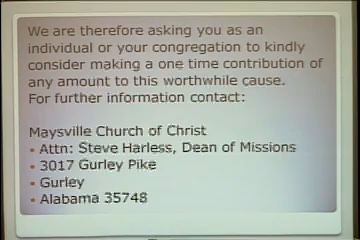 We are therefore asking you as an
individual or your congregation to kindly
consider making a one time contribution of
any amount to this worthwhile cause.
For further information contact:
Maysville Church of Christ
• Attn: Steve Harless, Dean of Missions
• 3017 Gurley Pike
• Gurley
• Alabama 35748